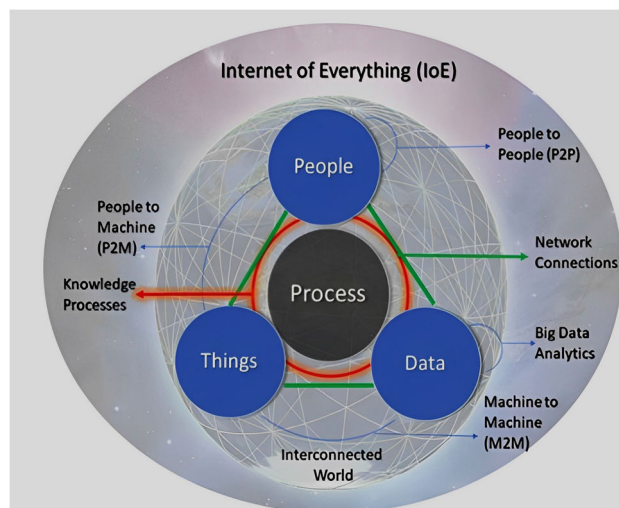 Internet of Everything (IoE)
People to
People (P2P)
People
People to
Machine
(P2M)
Network
Connections
Knowledge
Processes
Process
Things
Data
Big Data
Analytics
Machine to
Machine
(M2M)
Interconnected
World